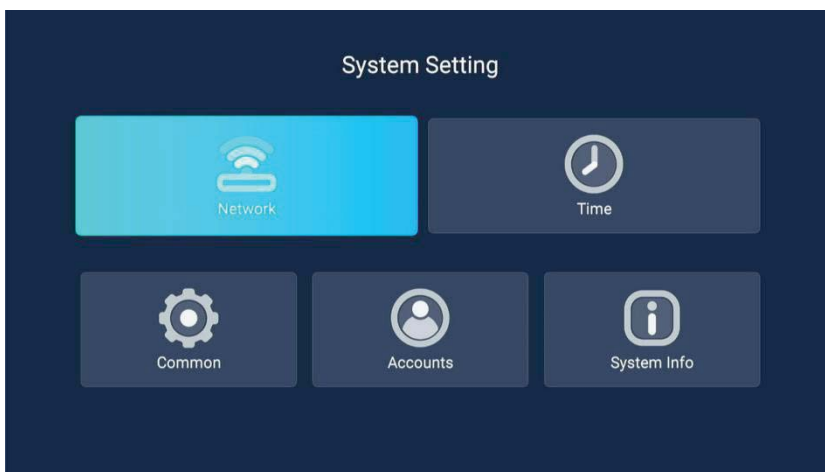 System Setting
Network
Time
Common
Accounts
System Info